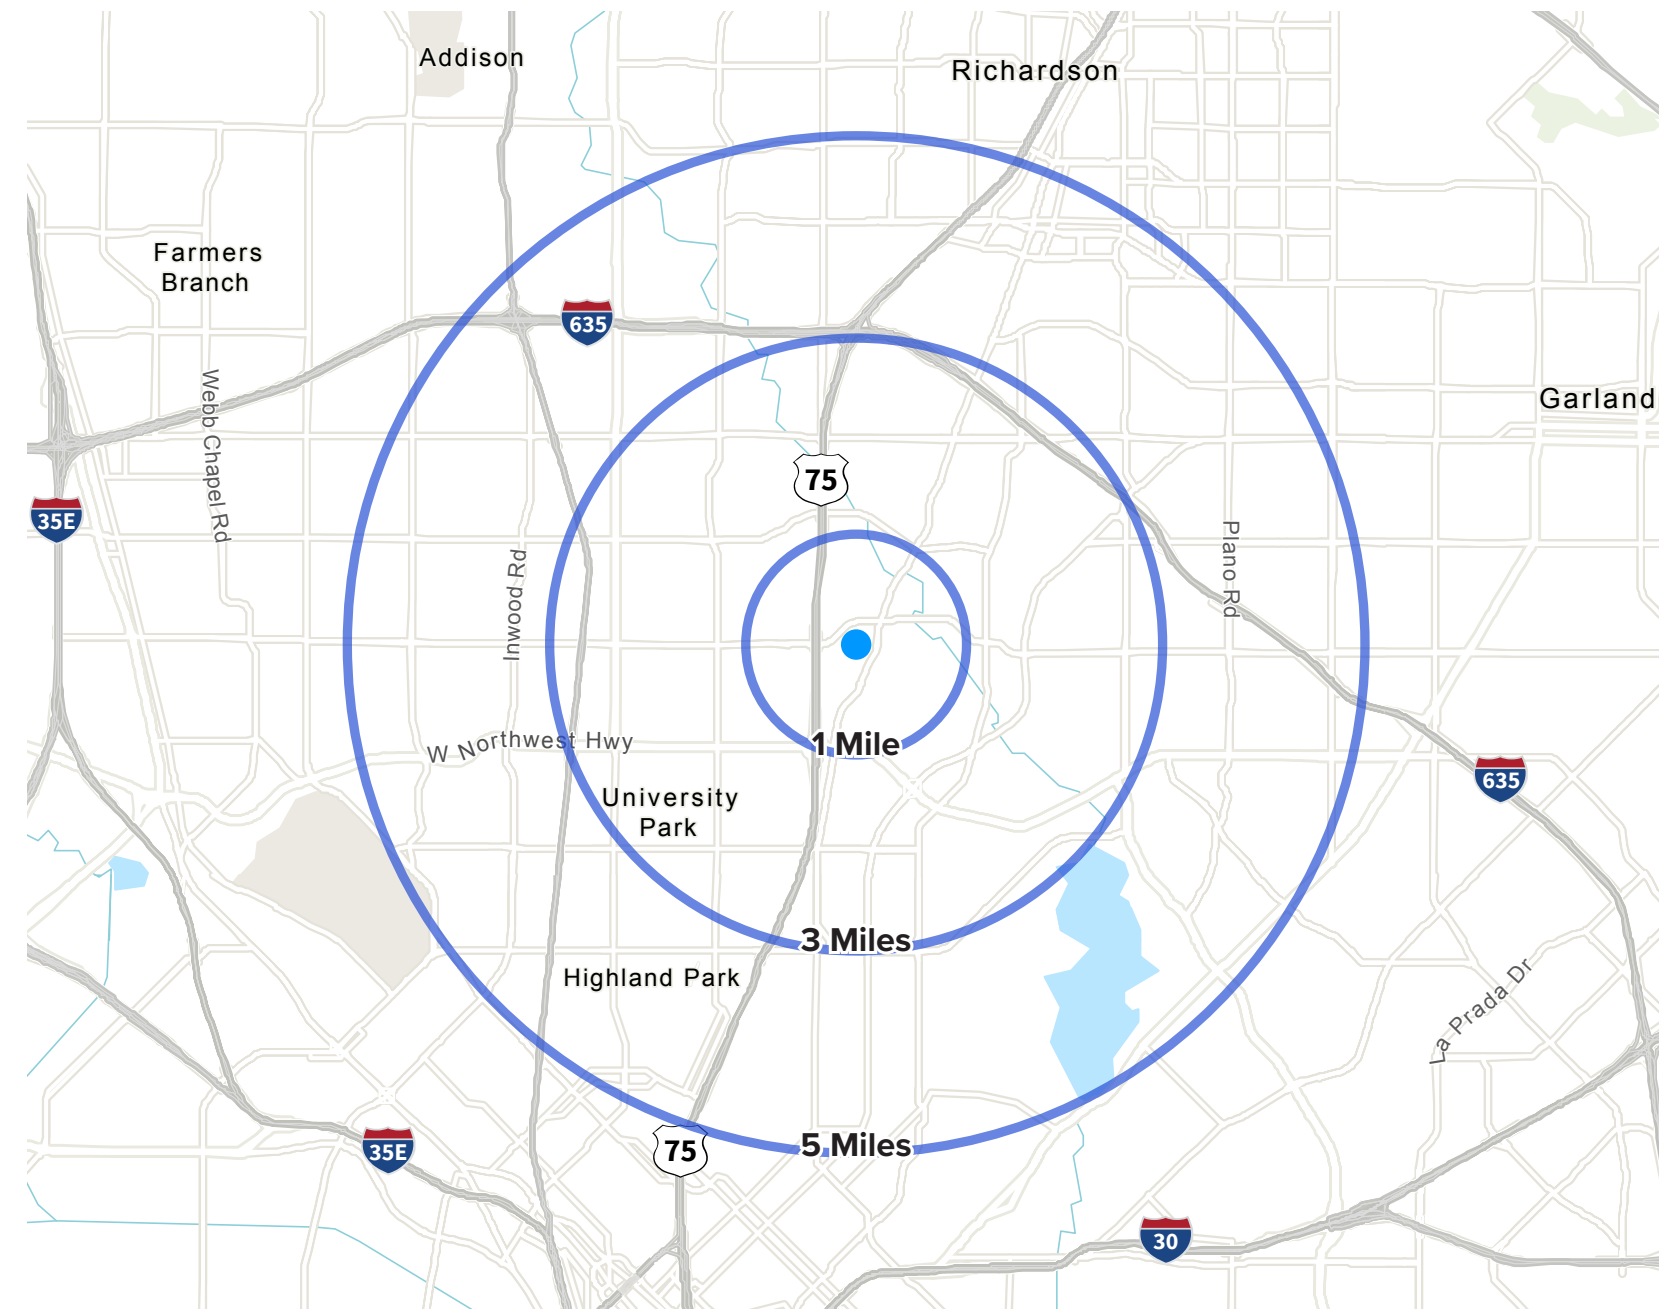 Addison
Richardson
Farmers
Branch
635
Webb Chapel Rd
Garland
75
35E
Plano Rd
Inwood Rd
W Northwest Hwy
1 Mile
635
University
Park
3 Miles
Highland Park
La Prada Dr
35E
75
5 Miles
30